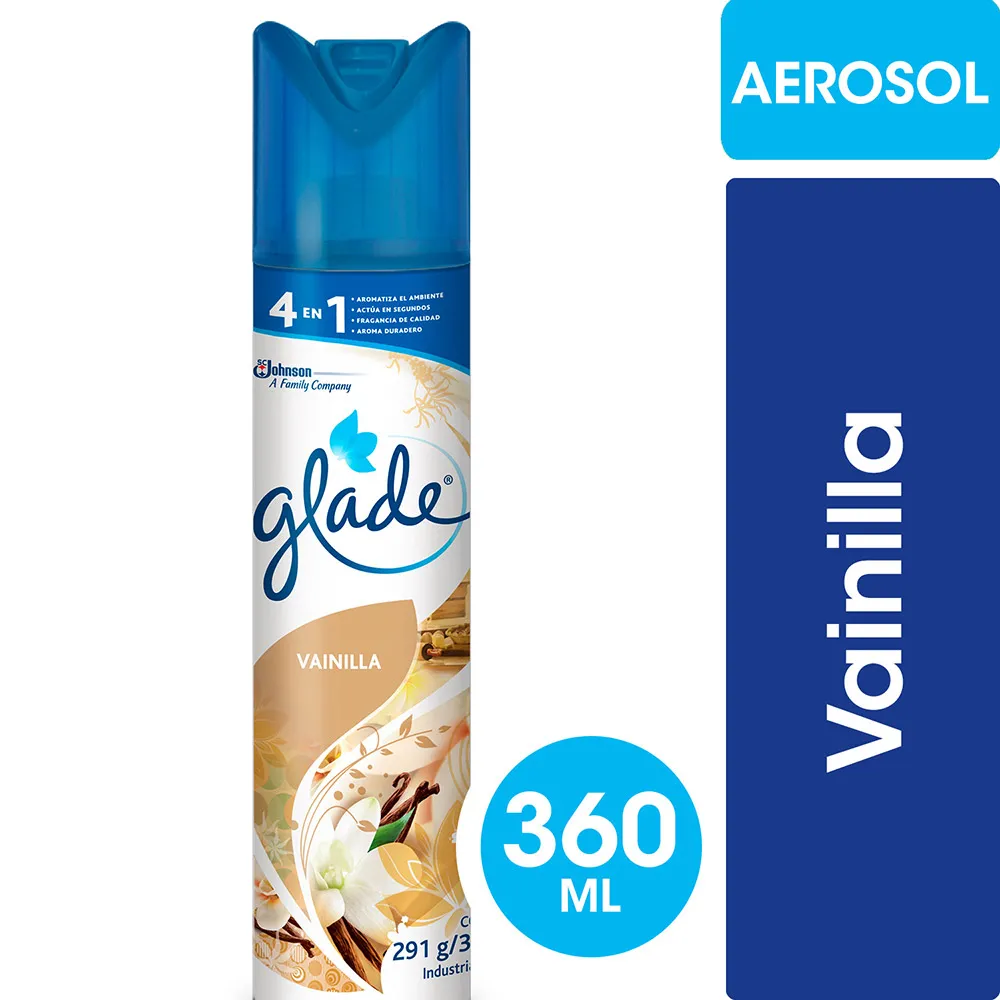 AEROSOL
4 EN 1
• AROMATIZA EL AMBIENTE
• ACTÚA EN SEGUNDOS
• FRAGANCIA DE CALIDAD
• AROMA DURADERO
SC Johnson
A Family Company
glade®
VAINILLA
Vainilla
360
ML
291 g/3
Industria